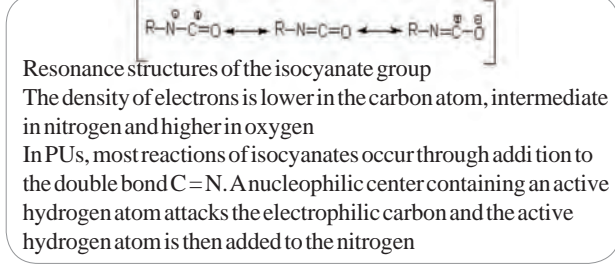 R–N⊖–C⊕=O ↔ R–N=C=O ↔ R–N=C⊕–O⊖
Resonance structures of the isocyanate group
The density of electrons is lower in the carbon atom, intermediate
in nitrogen and higher in oxygen
In PUs, most reactions of isocyanates occur through addi tion to
the double bond C=N. A nucleophilic center containing an active
hydrogen atom attacks the electrophilic carbon and the active
hydrogen atom is then added to the nitrogen